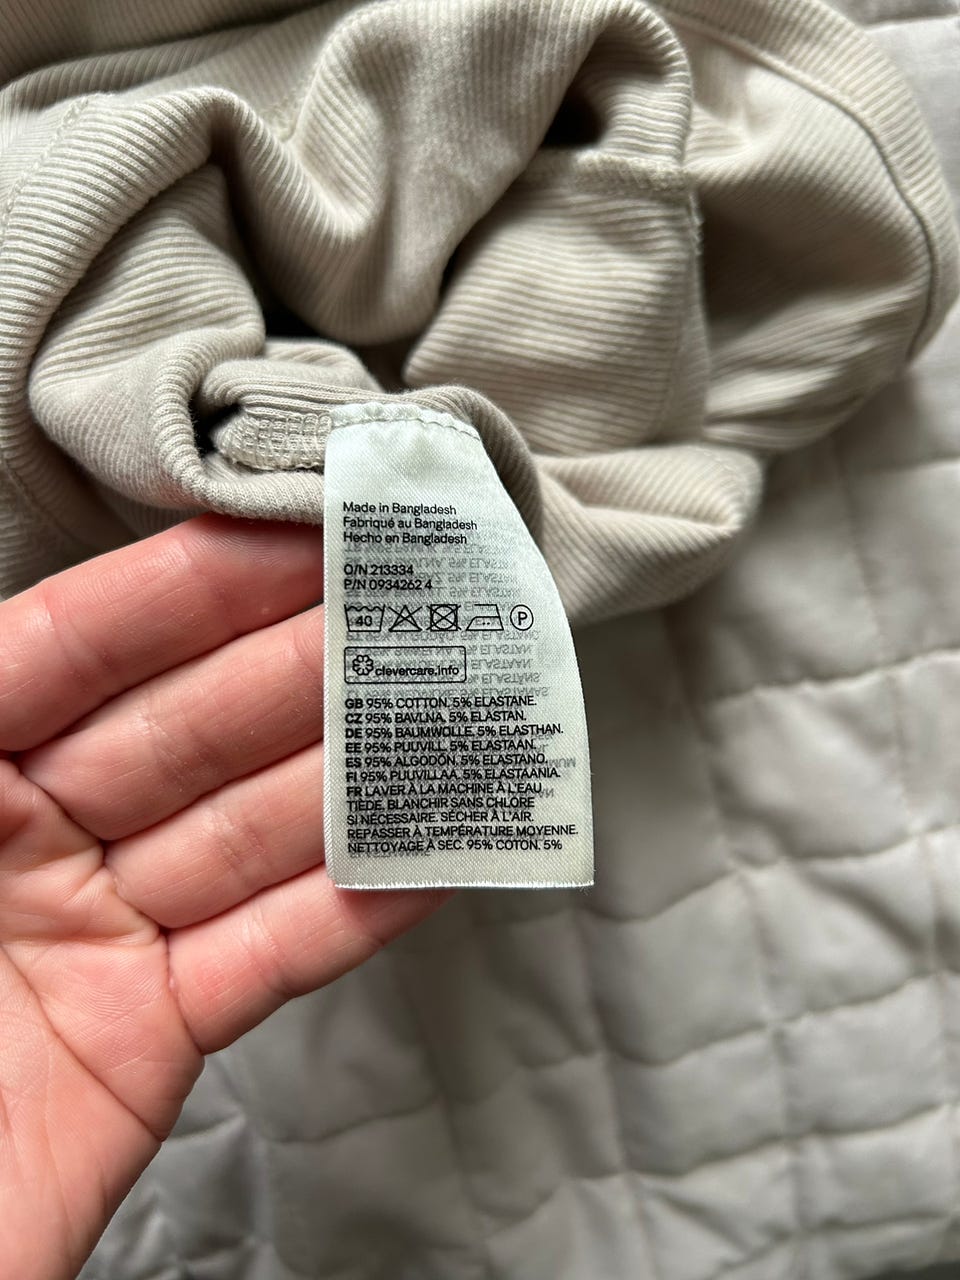 Made in Bangladesh
Fabriqué au Bangladesh
Hecho en Bangladesh
O/N 213334
P/N 0934262 4
40 P
clevercare.info
GB 95% COTTON. 5% ELASTANE.
CZ 95% BAVLNA, 5% ELASTAN.
DE 95% BAUMWOLLE, 5% ELASTHAN.
EE 95% PUUVILL, 5% ELASTAAN.
ES 95% ALGODÓN. 5% ELASTANO.
FI 95% PUUVILLAA. 5% ELASTAANIA.
FR LAVER À LA MACHINE À L'EAU
TIÈDE. BLANCHIR SANS CHLORE
SI NÉCESSAIRE. SÉCHER À L'AIR.
REPASSER À TEMPÉRATURE MOYENNE.
NETTOYAGE À SEC. 95% COTON. 5%